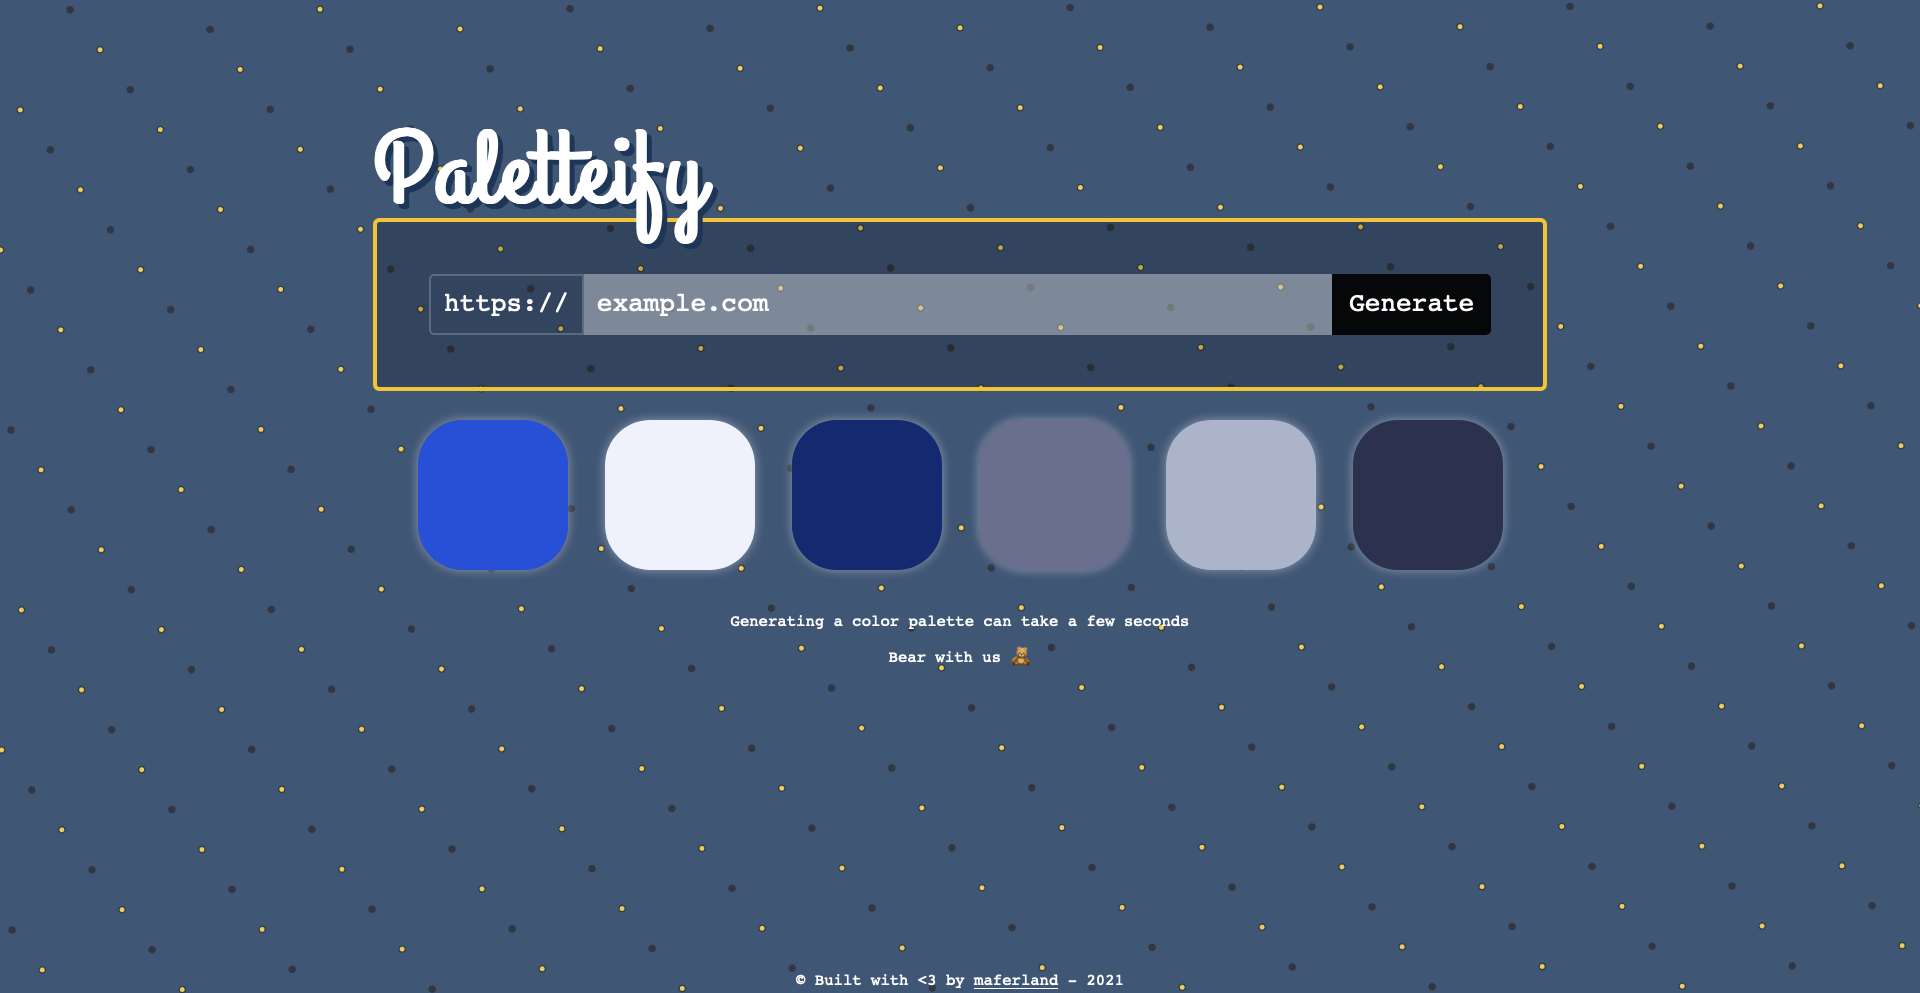 Paletteify
https:// example.com Generate
Generating a color palette can take a few seconds
Bear with us 🧸
© Built with <3 by maferland - 2021